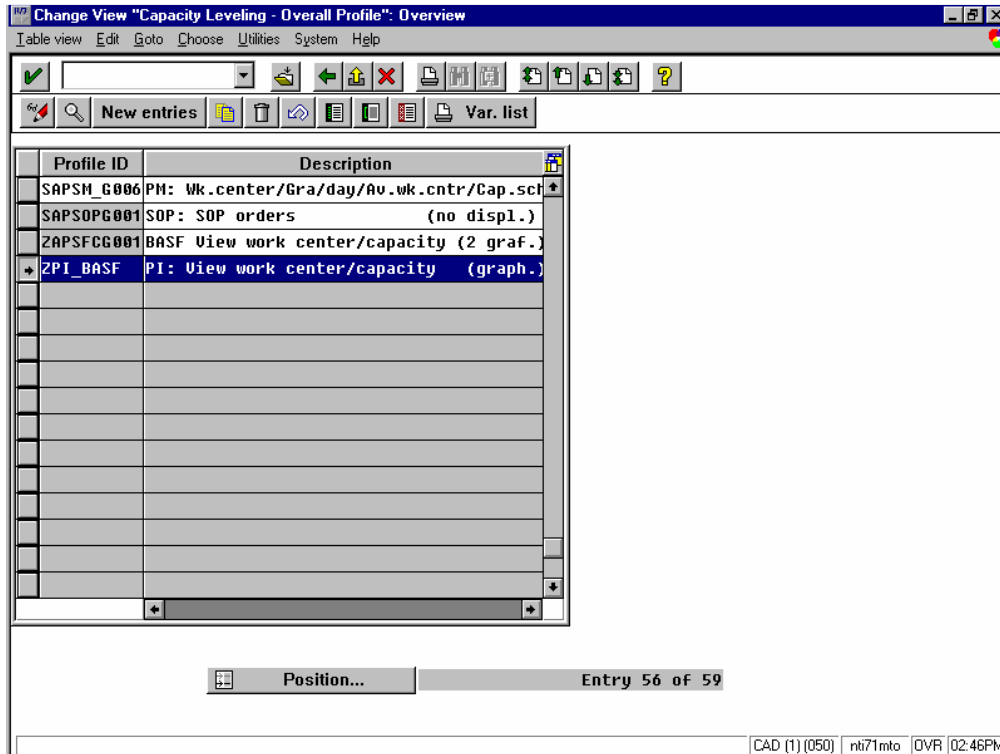 Change View "Capacity Leveling - Overall Profile": Overview
Table view Edit Goto Choose Utilities System Help
New entries Var. list
Profile ID Description
SAPSM_G006 PM: Wk.center/Gra/day/Av.wk.cntr/Cap.sch
SAPSOPG001 SOP: SOP orders (no displ.)
ZAPSFCG001 BASF View work center/capacity (2 graf.)
ZPI_BASF PI: View work center/capacity (graph.)
Position... Entry 56 of 59
CAD (1) (050) nti71mto OVR 02:46PM